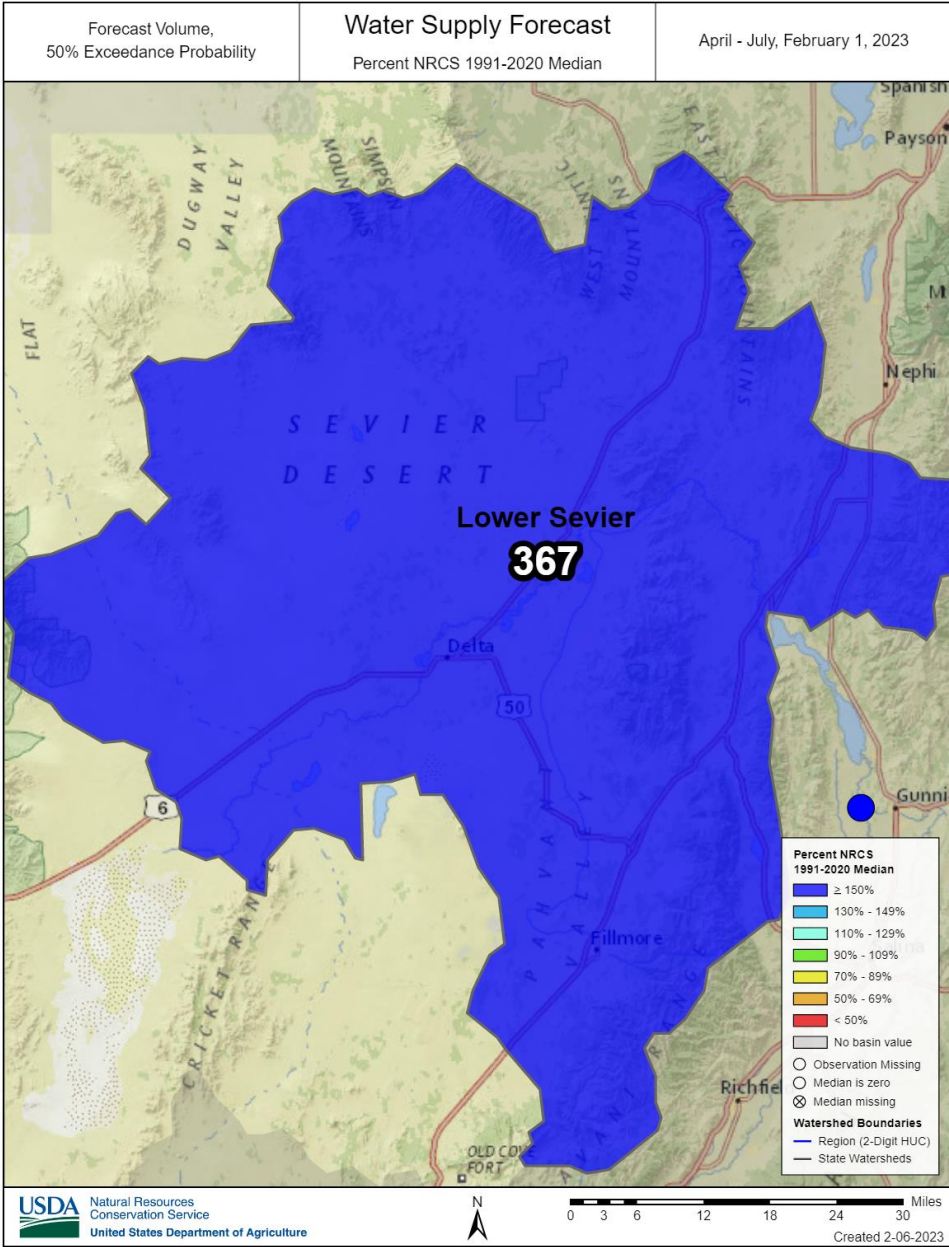 Forecast Volume,
50% Exceedance Probability
Water Supply Forecast
Percent NRCS 1991-2020 Median
April - July, February 1, 2023
Spanish
Payson
DUGWAY
VALLEY
SIMPSON
MOUNTAINS
WEST TINTIC
MOUNTAINS
EAST TINTIC MOUNTAINS
FLAT
Nephi
SEVIER
DESERT
Lower Sevier
367
Delta
50
6
Gunni
PAHVANT
VALLEY
Fillmore
CRICKET RANGE
Richfie
OLD COVE
FORT
Percent NRCS
1991-2020 Median
≥ 150%
130% - 149%
110% - 129%
90% - 109%
70% - 89%
50% - 69%
< 50%
No basin value
Observation Missing
Median is zero
Median missing
Watershed Boundaries
Region (2-Digit HUC)
State Watersheds
USDA
Natural Resources
Conservation Service
United States Department of Agriculture
N
Miles
0 3 6 12 18 24 30
Created 2-06-2023